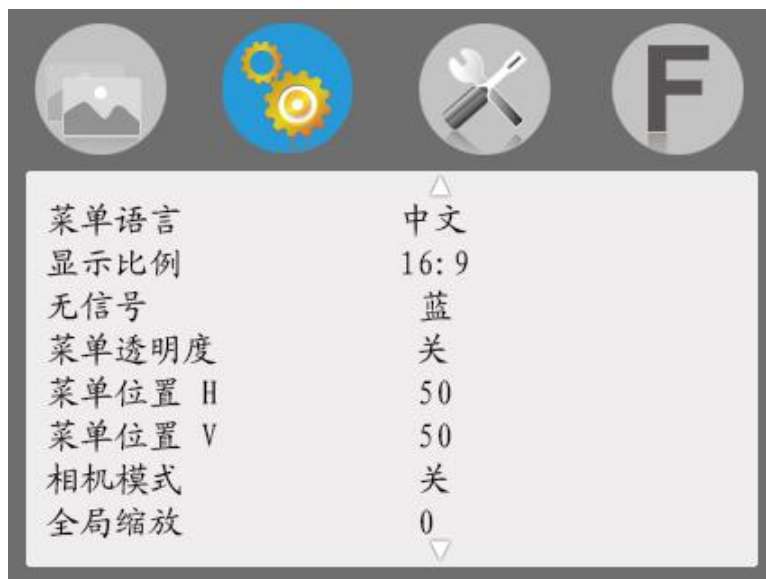 F
菜单语言 中文
显示比例 16:9
无信号 蓝
菜单透明度 关
菜单位置 H 50
菜单位置 V 50
相机模式 关
全局缩放 0